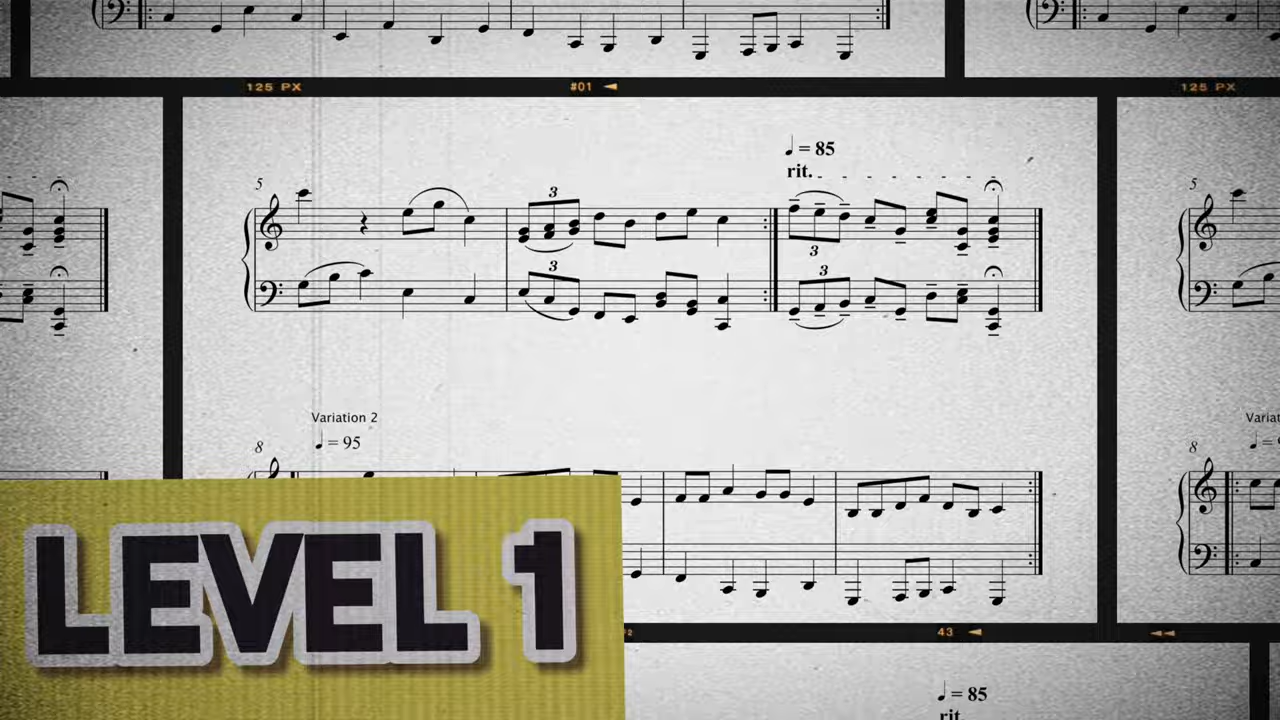 125 PX
#01
125 PX
♩ = 85
rit.
5
5
3
3
3
3
Variation 2
♩ = 95
8
8
LEVEL 1
43
♩ = 85
rit.